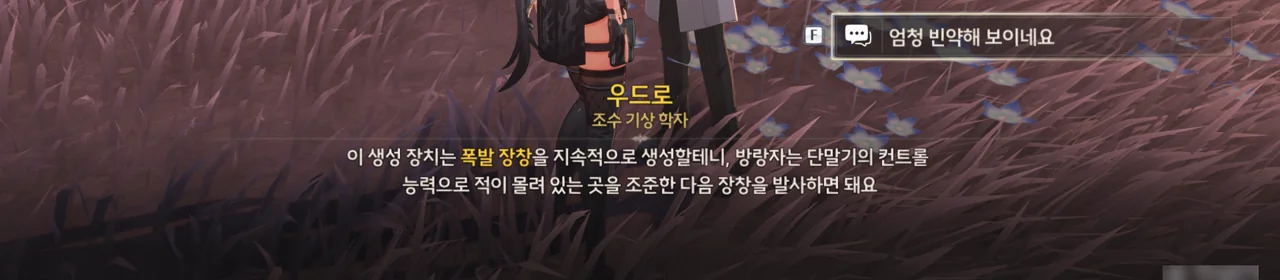 F 엄청 빈약해 보이네요
우드로
조수 기상 학자
이 생성 장치는 폭발 장창을 지속적으로 생성할테니, 방랑자는 단말기의 컨트롤
능력으로 적이 몰려 있는 곳을 조준한 다음 장창을 발사하면 돼요